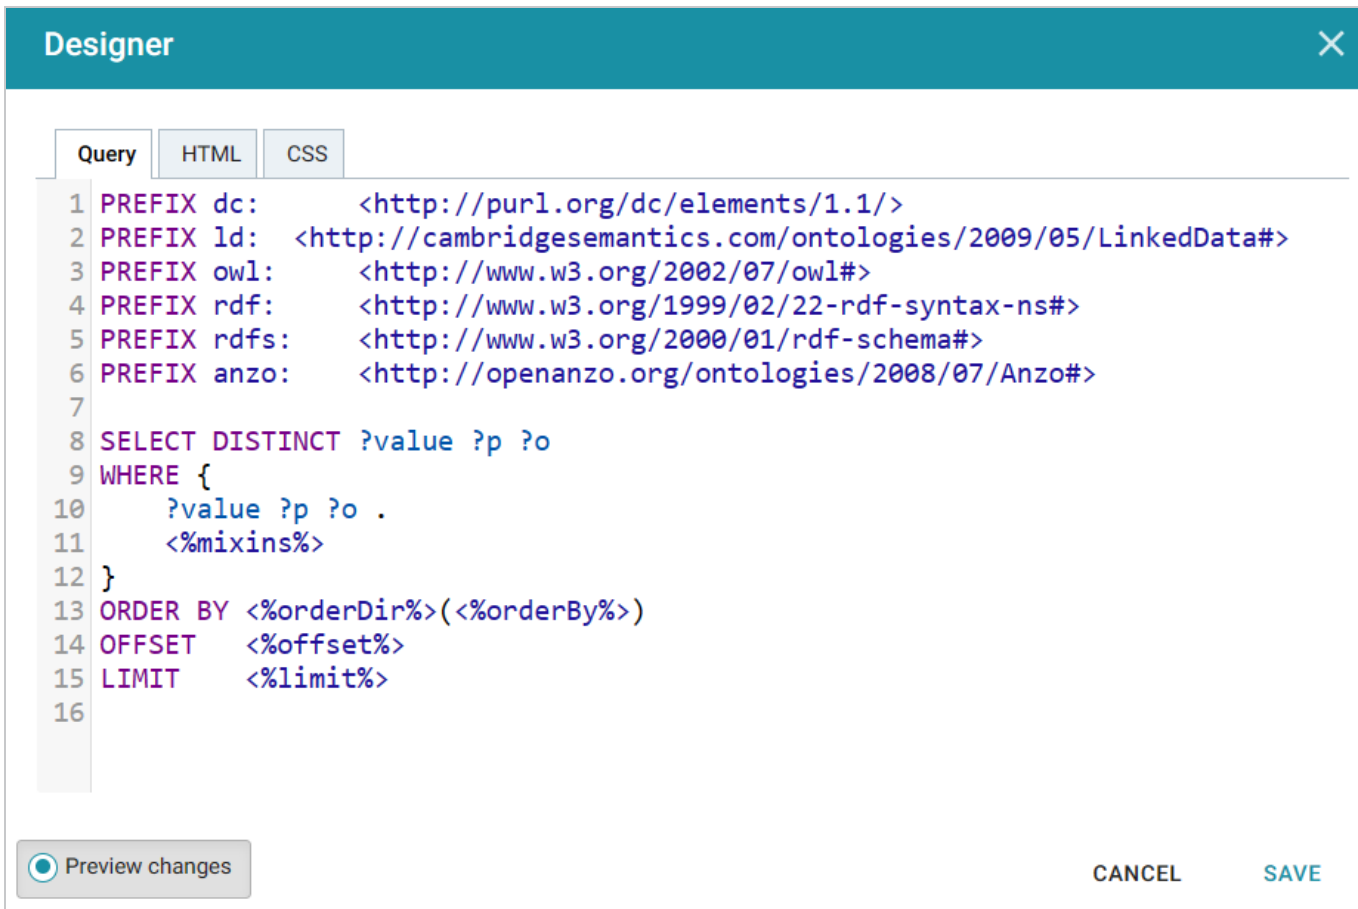 Designer
Query HTML CSS
1 PREFIX dc:        <http://purl.org/dc/elements/1.1/>
2 PREFIX ld:  <http://cambridgesemantics.com/ontologies/2009/05/LinkedData#>
3 PREFIX owl:     <http://www.w3.org/2002/07/owl#>
4 PREFIX rdf:     <http://www.w3.org/1999/02/22-rdf-syntax-ns#>
5 PREFIX rdfs:    <http://www.w3.org/2000/01/rdf-schema#>
6 PREFIX anzo:    <http://openanzo.org/ontologies/2008/07/Anzo#>
7
8 SELECT DISTINCT ?value ?p ?o
9 WHERE {
10     ?value ?p ?o .
11     <%mixins%>
12 }
13 ORDER BY <%orderDir%>(<%orderBy%>)
14 OFFSET   <%offset%>
15 LIMIT    <%limit%>
16
Preview changes
CANCEL SAVE